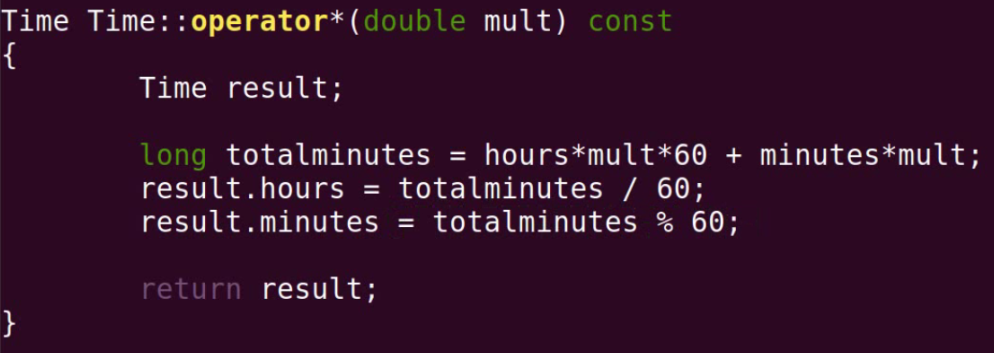 Time Time::operator*(double mult) const
{
        Time result;

        long totalminutes = hours*mult*60 + minutes*mult;
        result.hours = totalminutes / 60;
        result.minutes = totalminutes % 60;

        return result;
}